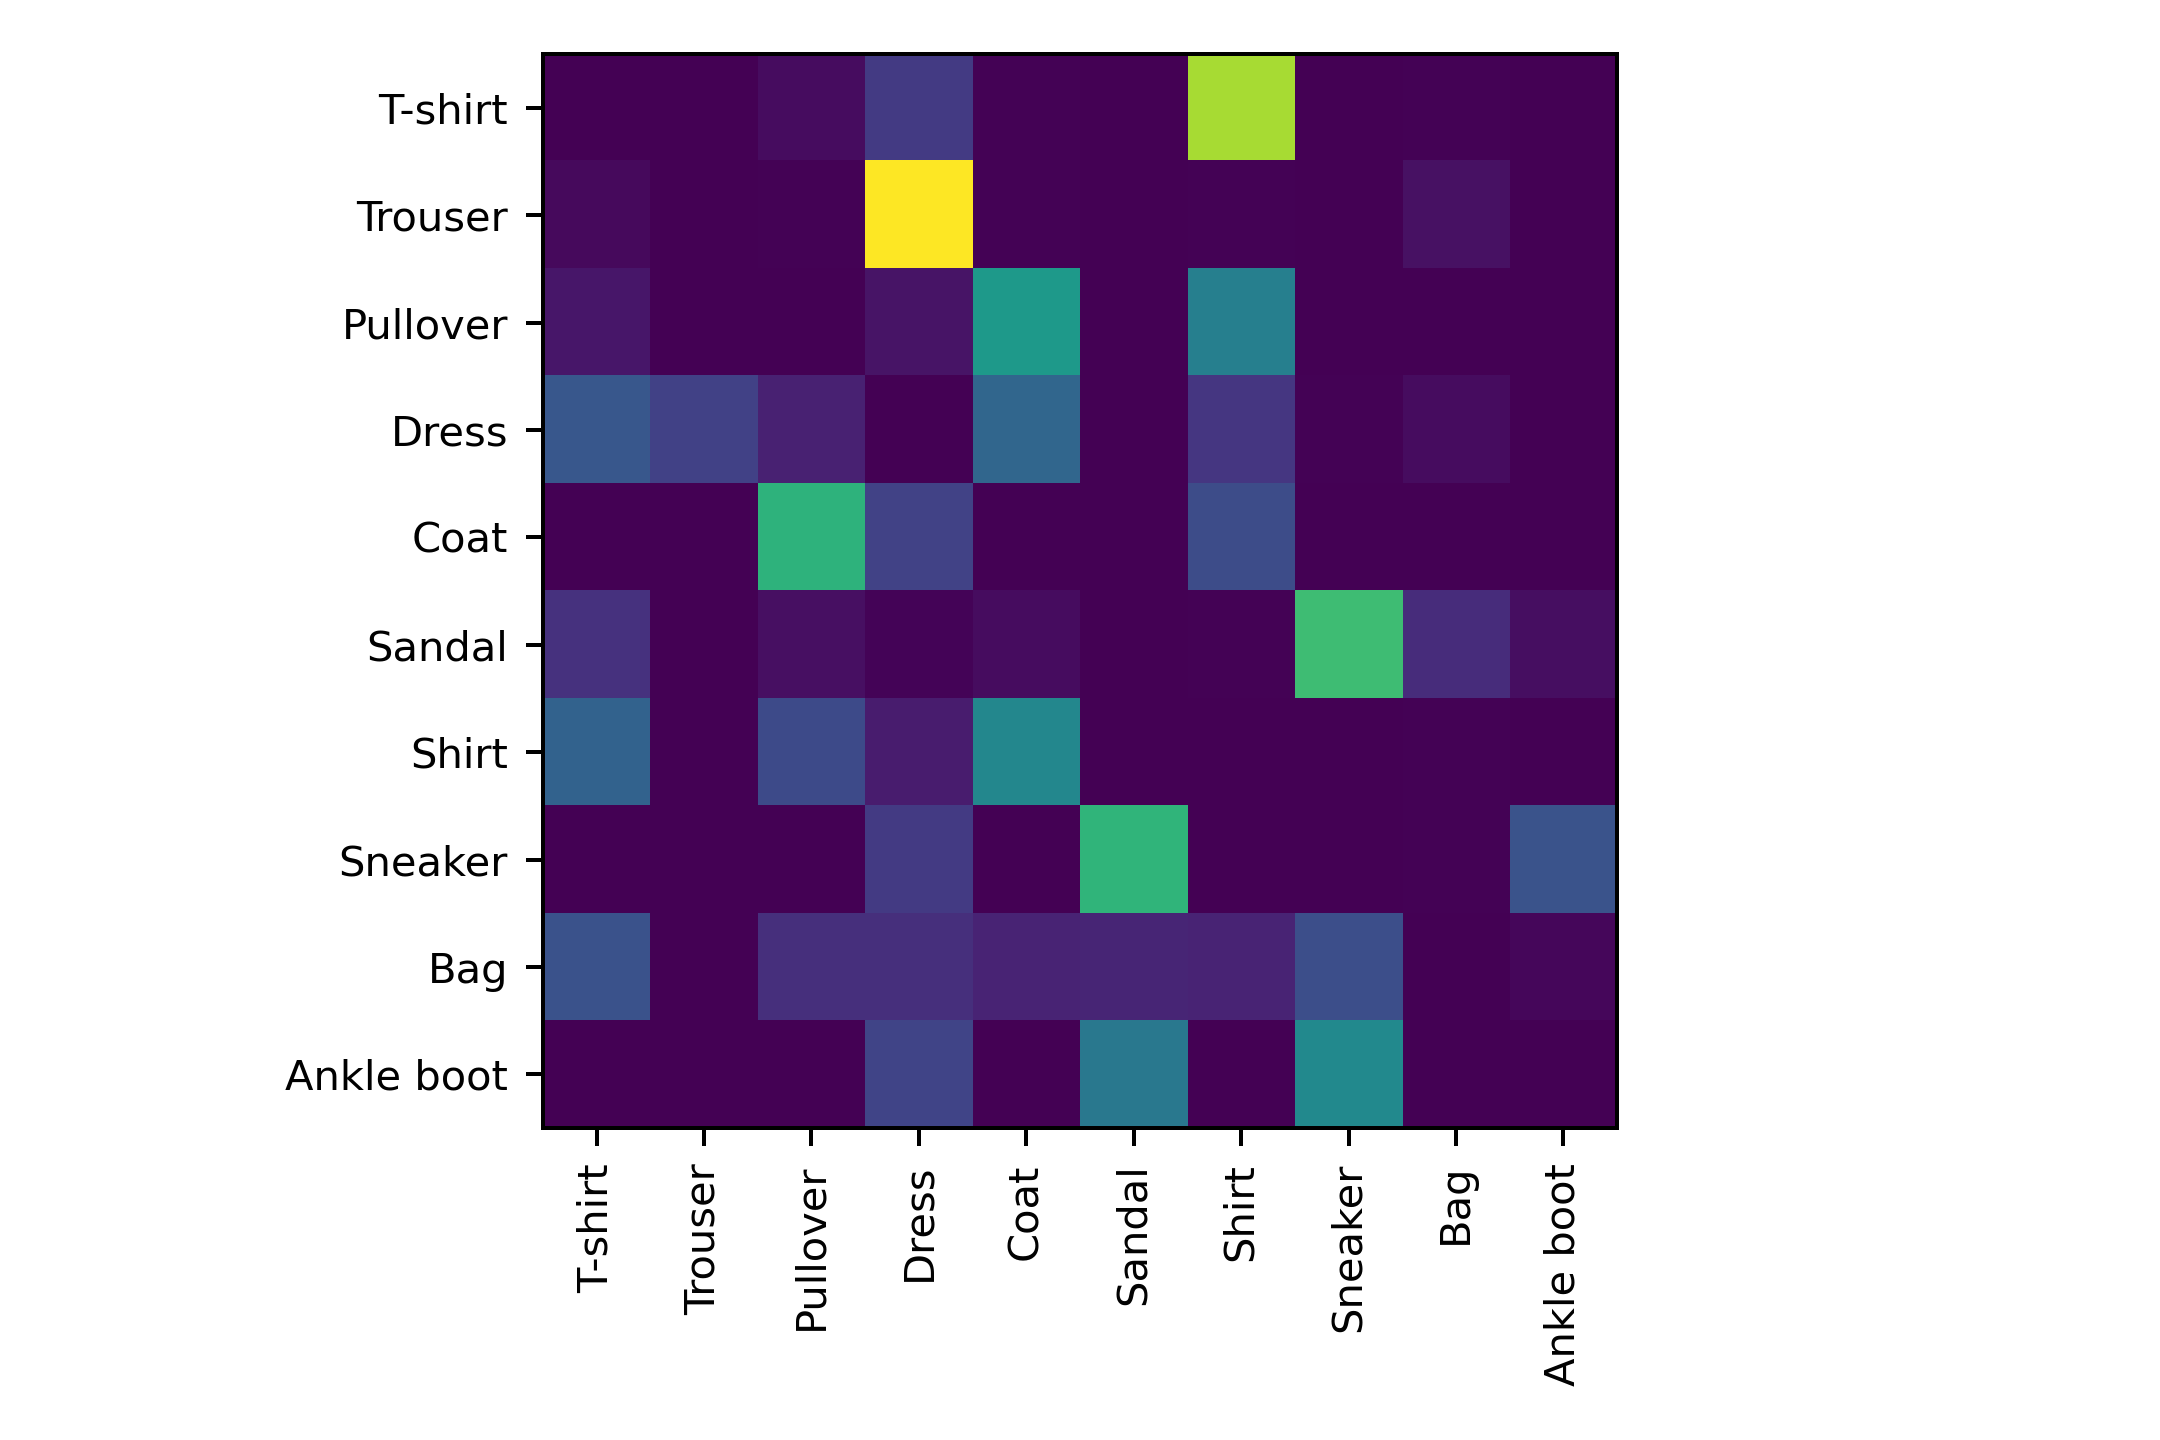 T-shirt
Trouser
Pullover
Dress
Coat
Sandal
Shirt
Sneaker
Bag
Ankle boot
T-shirt
Trouser
Pullover
Dress
Coat
Sandal
Shirt
Sneaker
Bag
Ankle boot